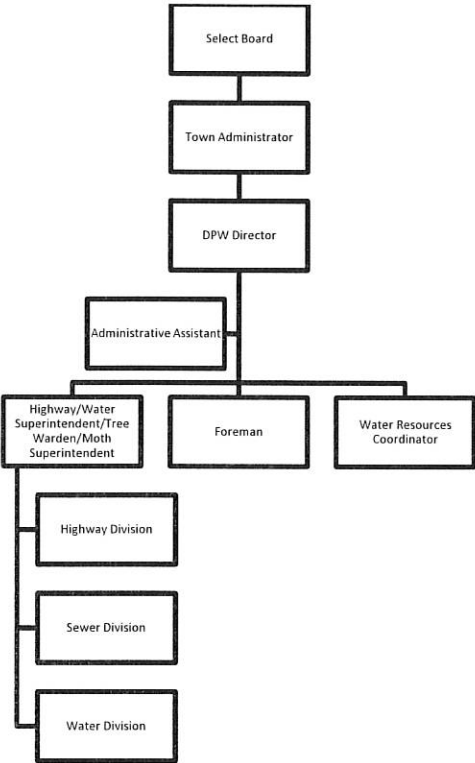 Select Board
Town Administrator
DPW Director
Administrative Assistant
Highway/Water
Superintendent/Tree
Warden/Moth
Superintendent
Foreman
Water Resources
Coordinator
Highway Division
Sewer Division
Water Division